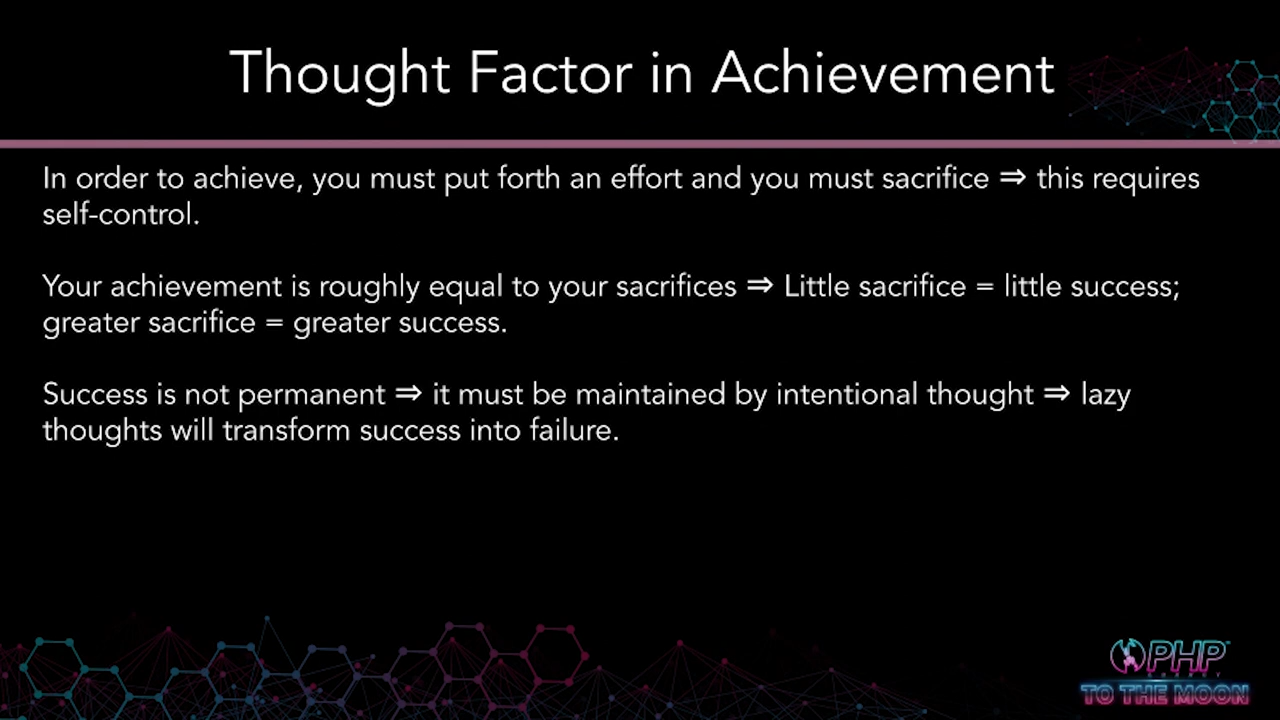 Thought Factor in Achievement
In order to achieve, you must put forth an effort and you must sacrifice ⇒ this requires
self-control.
Your achievement is roughly equal to your sacrifices ⇒ Little sacrifice = little success;
greater sacrifice = greater success.
Success is not permanent ⇒ it must be maintained by intentional thought ⇒ lazy
thoughts will transform success into failure.
PHP
TO THE MOON